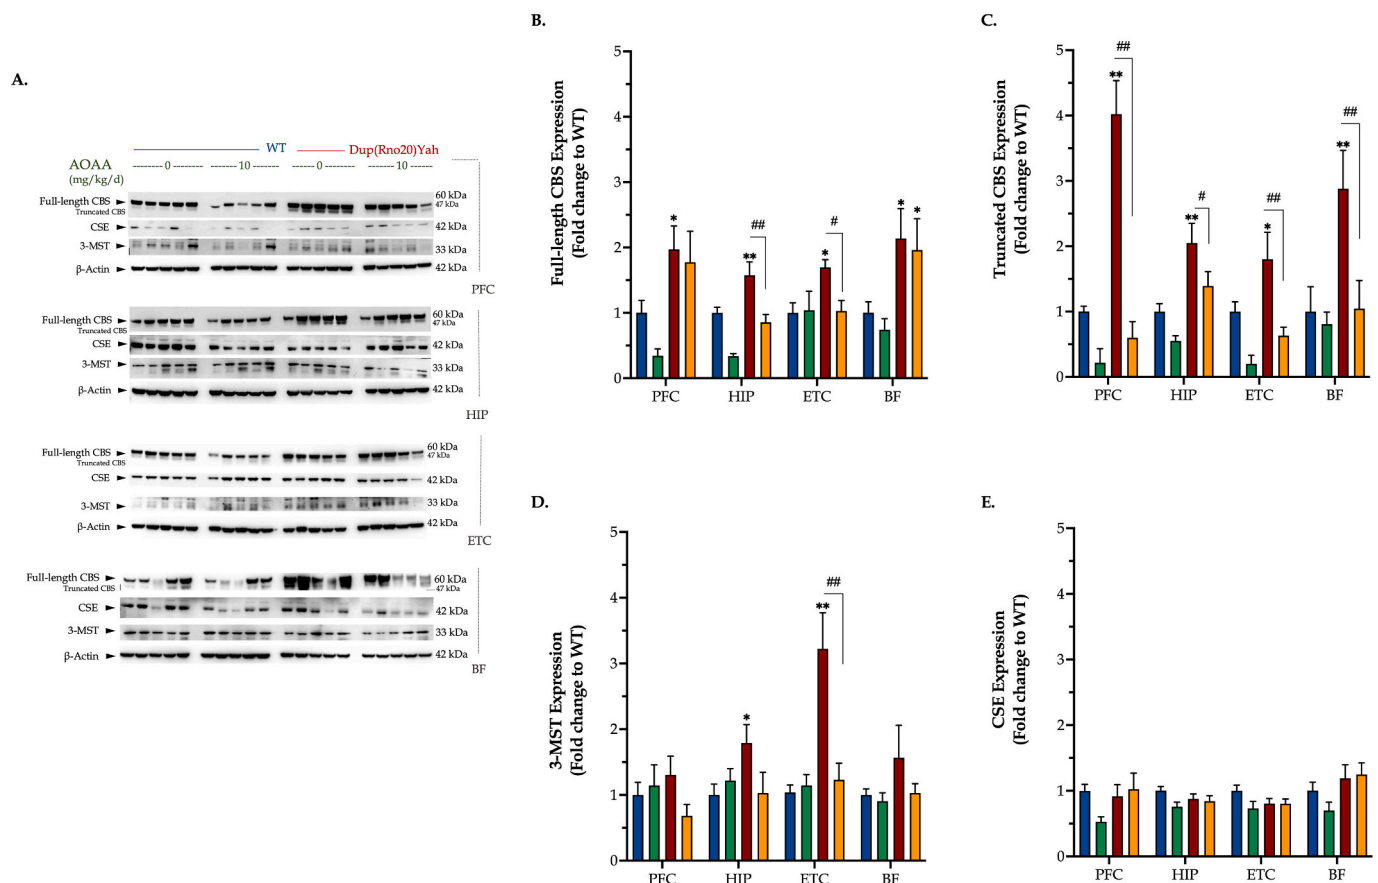 A.
WT Dup(Rno20)Yah
AOAA -------- 0 -------- ------- 10 ------- -------- 0 -------- ------- 10 -------
(mg/kg/d)
Full-length CBS ► 60 kDa
Truncated CBS 47 kDa
CSE ► 42 kDa
3-MST ► 33 kDa
β-Actin ► 42 kDa
PFC
Full-length CBS ► 60 kDa
Truncated CBS 47 kDa
CSE ► 42 kDa
3-MST ► 33 kDa
β-Actin ► 42 kDa
HIP
Full-length CBS ► 60 kDa
Truncated CBS 47 kDa
CSE ► 42 kDa
3-MST ► 33 kDa
β-Actin ► 42 kDa
ETC
Full-length CBS ► 60 kDa
Truncated CBS 47 kDa
CSE ► 42 kDa
3-MST ► 33 kDa
β-Actin ► 42 kDa
BF
B.
Full-length CBS Expression
(Fold change to WT)
5
4
3
2
1
0
* ** ## * # * *
PFC HIP ETC BF
C.
Truncated CBS Expression
(Fold change to WT)
5
4
3
2
1
0
** ## ** # * ## ** ##
PFC HIP ETC BF
D.
3-MST Expression
(Fold change to WT)
5
4
3
2
1
0
* ** ##
PFC HIP ETC BF
E.
CSE Expression
(Fold change to WT)
5
4
3
2
1
0
PFC HIP ETC BF